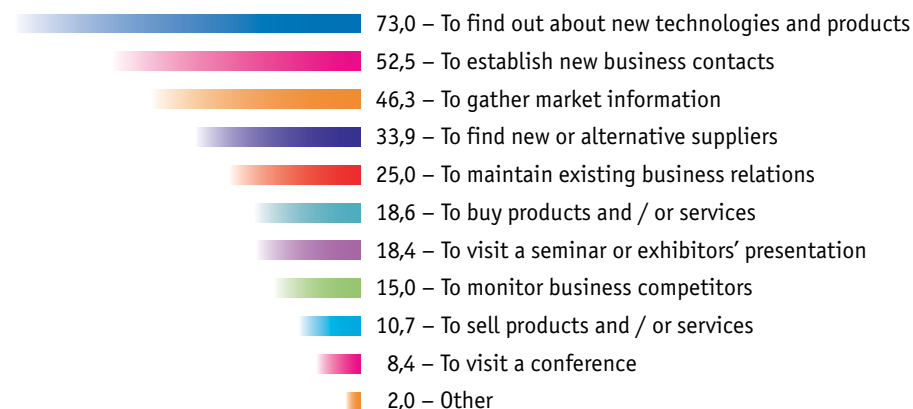 73,0 – To find out about new technologies and products
52,5 – To establish new business contacts
46,3 – To gather market information
33,9 – To find new or alternative suppliers
25,0 – To maintain existing business relations
18,6 – To buy products and / or services
18,4 – To visit a seminar or exhibitors’ presentation
15,0 – To monitor business competitors
10,7 – To sell products and / or services
8,4 – To visit a conference
2,0 – Other